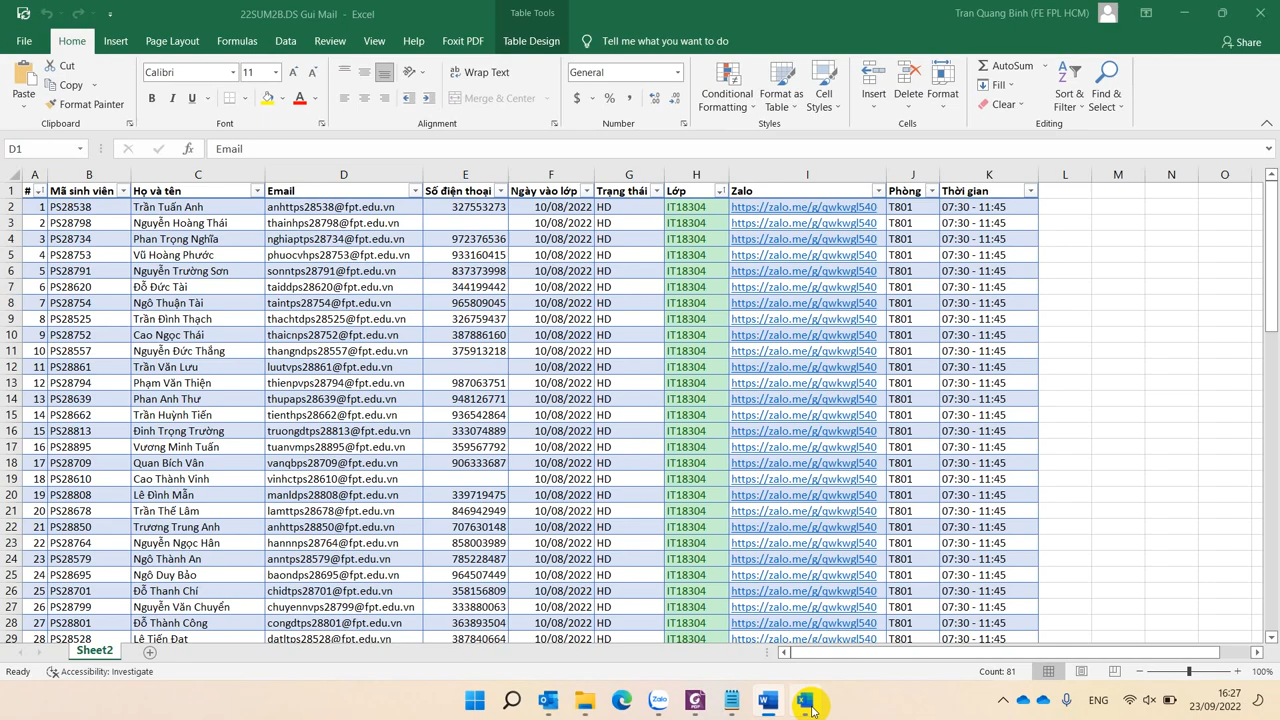 22SUM2B.DS Gui Mail - Excel
Table Tools
Tran Quang Binh (FE FPL HCM)
File Home Insert Page Layout Formulas Data Review View Help Foxit PDF Table Design Tell me what you want to do Share
Paste Cut Copy Format Painter Calibri 11 B I U A Wrap Text Merge & Center General $ % , Conditional Formatting Format as Table Cell Styles Insert Delete Format AutoSum Fill Clear Sort & Filter Find & Select
Clipboard Font Alignment Number Styles Cells Editing
D1 fx Email
A B C D E F G H I J K L M N O
1 # Mã sinh viên Họ và tên Email Số điện thoại Ngày vào lớp Trạng thái Lớp Zalo Phòng Thời gian
2 1 PS28538 Trần Tuấn Anh anhttps28538@fpt.edu.vn 327553273 10/08/2022 HD IT18304 https://zalo.me/g/qwkwgl540 T801 07:30 - 11:45
3 2 PS28798 Nguyễn Hoàng Thái thainhps28798@fpt.edu.vn 10/08/2022 HD IT18304 https://zalo.me/g/qwkwgl540 T801 07:30 - 11:45
4 3 PS28734 Phan Trọng Nghĩa nghiaptps28734@fpt.edu.vn 972376536 10/08/2022 HD IT18304 https://zalo.me/g/qwkwgl540 T801 07:30 - 11:45
5 4 PS28753 Vũ Hoàng Phước phuocvhps28753@fpt.edu.vn 933160415 10/08/2022 HD IT18304 https://zalo.me/g/qwkwgl540 T801 07:30 - 11:45
6 5 PS28791 Nguyễn Trường Sơn sonntps28791@fpt.edu.vn 837373998 10/08/2022 HD IT18304 https://zalo.me/g/qwkwgl540 T801 07:30 - 11:45
7 6 PS28620 Đỗ Đức Tài taiddps28620@fpt.edu.vn 344199442 10/08/2022 HD IT18304 https://zalo.me/g/qwkwgl540 T801 07:30 - 11:45
8 7 PS28754 Ngô Thuận Tài taintps28754@fpt.edu.vn 965809045 10/08/2022 HD IT18304 https://zalo.me/g/qwkwgl540 T801 07:30 - 11:45
9 8 PS28525 Trần Đình Thạch thachtdps28525@fpt.edu.vn 326759437 10/08/2022 HD IT18304 https://zalo.me/g/qwkwgl540 T801 07:30 - 11:45
10 9 PS28752 Cao Ngọc Thái thaicnps28752@fpt.edu.vn 387886160 10/08/2022 HD IT18304 https://zalo.me/g/qwkwgl540 T801 07:30 - 11:45
11 10 PS28557 Nguyễn Đức Thắng thangndps28557@fpt.edu.vn 375913218 10/08/2022 HD IT18304 https://zalo.me/g/qwkwgl540 T801 07:30 - 11:45
12 11 PS28861 Trần Văn Lưu luutvps28861@fpt.edu.vn 10/08/2022 HD IT18304 https://zalo.me/g/qwkwgl540 T801 07:30 - 11:45
13 12 PS28794 Phạm Văn Thiện thienpvps28794@fpt.edu.vn 987063751 10/08/2022 HD IT18304 https://zalo.me/g/qwkwgl540 T801 07:30 - 11:45
14 13 PS28639 Phan Anh Thư thupaps28639@fpt.edu.vn 948126771 10/08/2022 HD IT18304 https://zalo.me/g/qwkwgl540 T801 07:30 - 11:45
15 14 PS28662 Trần Huỳnh Tiến tienthps28662@fpt.edu.vn 936542864 10/08/2022 HD IT18304 https://zalo.me/g/qwkwgl540 T801 07:30 - 11:45
16 15 PS28813 Đinh Trọng Trường truongdtps28813@fpt.edu.vn 333074889 10/08/2022 HD IT18304 https://zalo.me/g/qwkwgl540 T801 07:30 - 11:45
17 16 PS28895 Vương Minh Tuấn tuanvmps28895@fpt.edu.vn 359567792 10/08/2022 HD IT18304 https://zalo.me/g/qwkwgl540 T801 07:30 - 11:45
18 17 PS28709 Quan Bích Vân vanqbps28709@fpt.edu.vn 906333687 10/08/2022 HD IT18304 https://zalo.me/g/qwkwgl540 T801 07:30 - 11:45
19 18 PS28610 Cao Thành Vinh vinhctps28610@fpt.edu.vn 10/08/2022 HD IT18304 https://zalo.me/g/qwkwgl540 T801 07:30 - 11:45
20 19 PS28808 Lê Đình Mẫn manldps28808@fpt.edu.vn 339719475 10/08/2022 HD IT18304 https://zalo.me/g/qwkwgl540 T801 07:30 - 11:45
21 20 PS28678 Trần Thế Lâm lamttps28678@fpt.edu.vn 846942949 10/08/2022 HD IT18304 https://zalo.me/g/qwkwgl540 T801 07:30 - 11:45
22 21 PS28850 Trương Trung Anh anhttps28850@fpt.edu.vn 707630148 10/08/2022 HD IT18304 https://zalo.me/g/qwkwgl540 T801 07:30 - 11:45
23 22 PS28764 Nguyễn Ngọc Hân hannnps28764@fpt.edu.vn 858003989 10/08/2022 HD IT18304 https://zalo.me/g/qwkwgl540 T801 07:30 - 11:45
24 23 PS28579 Ngô Thành An anntps28579@fpt.edu.vn 785228487 10/08/2022 HD IT18304 https://zalo.me/g/qwkwgl540 T801 07:30 - 11:45
25 24 PS28695 Ngô Duy Bảo baondps28695@fpt.edu.vn 964507449 10/08/2022 HD IT18304 https://zalo.me/g/qwkwgl540 T801 07:30 - 11:45
26 25 PS28701 Đỗ Thanh Chí chidtps28701@fpt.edu.vn 358156809 10/08/2022 HD IT18304 https://zalo.me/g/qwkwgl540 T801 07:30 - 11:45
27 26 PS28799 Nguyễn Văn Chuyển chuyennvps28799@fpt.edu.vn 333880063 10/08/2022 HD IT18304 https://zalo.me/g/qwkwgl540 T801 07:30 - 11:45
28 27 PS28801 Đỗ Thành Công congdtps28801@fpt.edu.vn 363893504 10/08/2022 HD IT18304 https://zalo.me/g/qwkwgl540 T801 07:30 - 11:45
29 28 PS28528 Lê Tiến Đạt datltps28528@fpt.edu.vn 387840664 10/08/2022 HD IT18304 https://zalo.me/g/qwkwgl540 T801 07:30 - 11:45
Sheet2
Ready Accessibility: Investigate Count: 81 100%
Zalo PDF ENG 16:27
23/09/2022